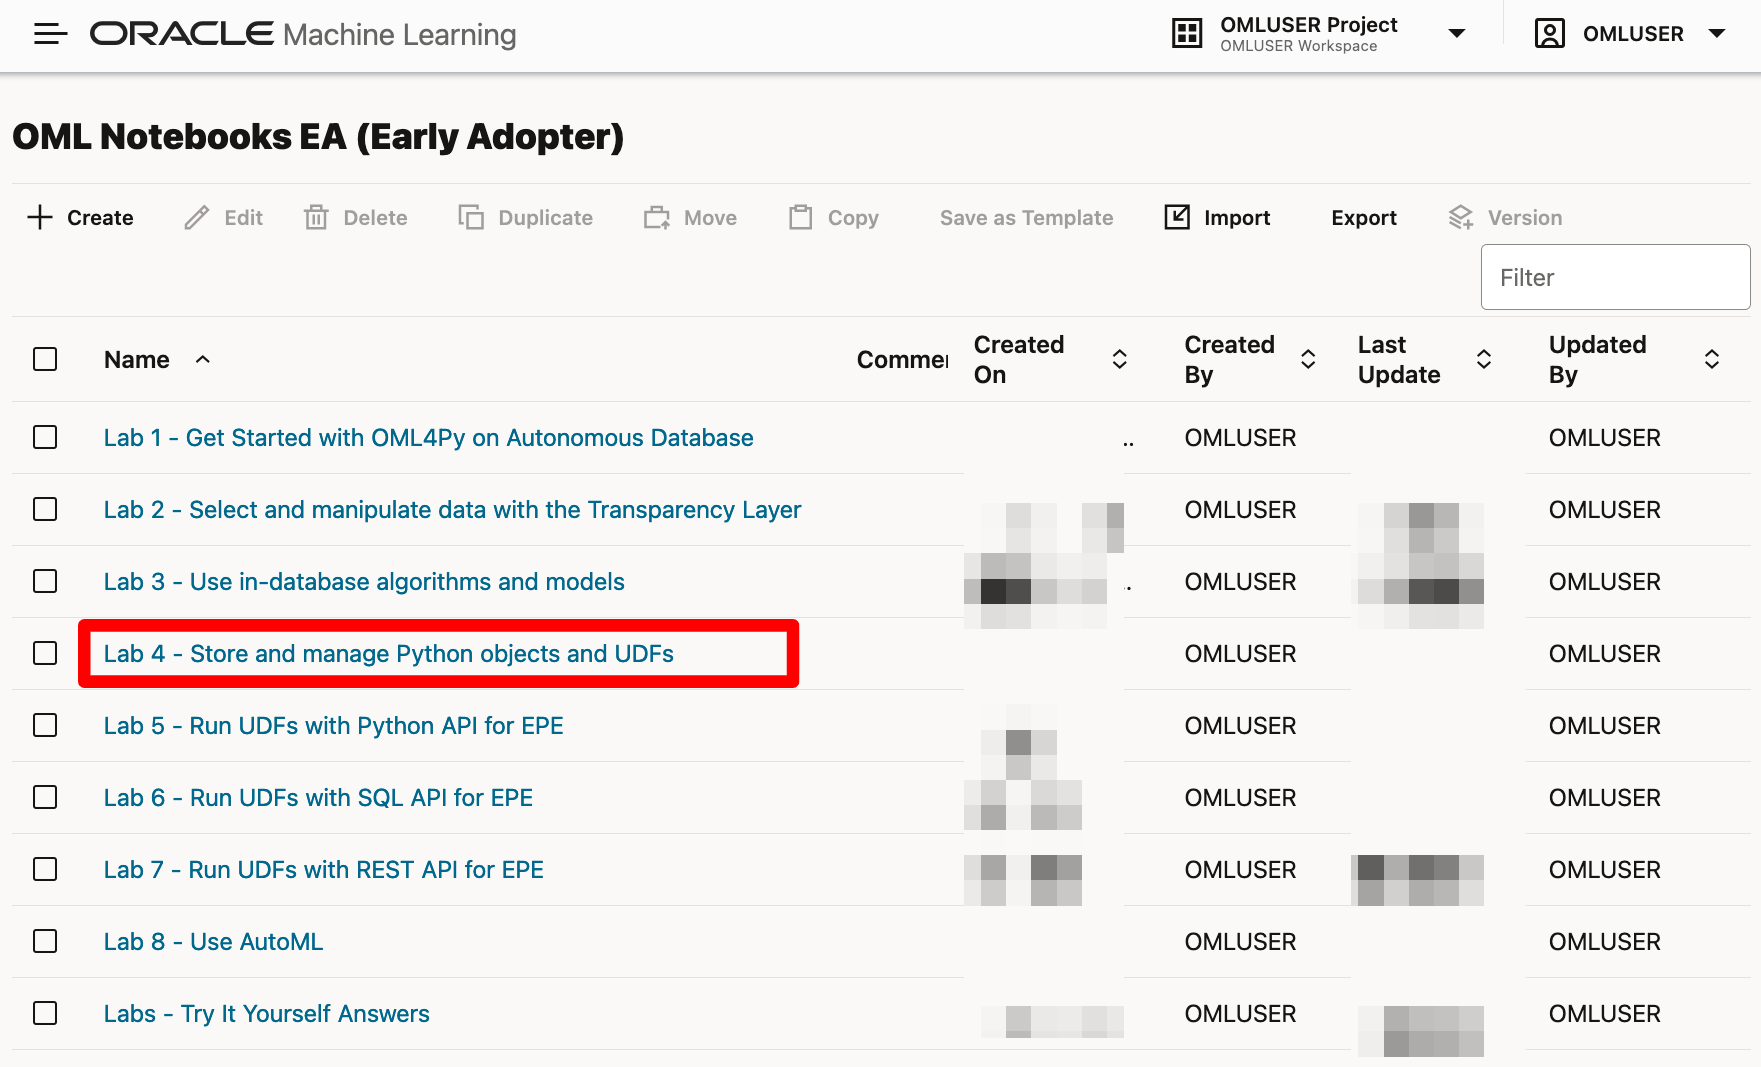 ORACLE Machine Learning
OMLUSER Project
OMLUSER Workspace
OMLUSER
OML Notebooks EA (Early Adopter)
Create Edit Delete Duplicate Move Copy Save as Template Import Export Version
Filter
Name Commen Created On Created By Last Update Updated By
Lab 1 - Get Started with OML4Py on Autonomous Database .. OMLUSER OMLUSER
Lab 2 - Select and manipulate data with the Transparency Layer OMLUSER OMLUSER
Lab 3 - Use in-database algorithms and models . OMLUSER OMLUSER
Lab 4 - Store and manage Python objects and UDFs OMLUSER OMLUSER
Lab 5 - Run UDFs with Python API for EPE OMLUSER OMLUSER
Lab 6 - Run UDFs with SQL API for EPE OMLUSER OMLUSER
Lab 7 - Run UDFs with REST API for EPE OMLUSER OMLUSER
Lab 8 - Use AutoML OMLUSER OMLUSER
Labs - Try It Yourself Answers OMLUSER OMLUSER